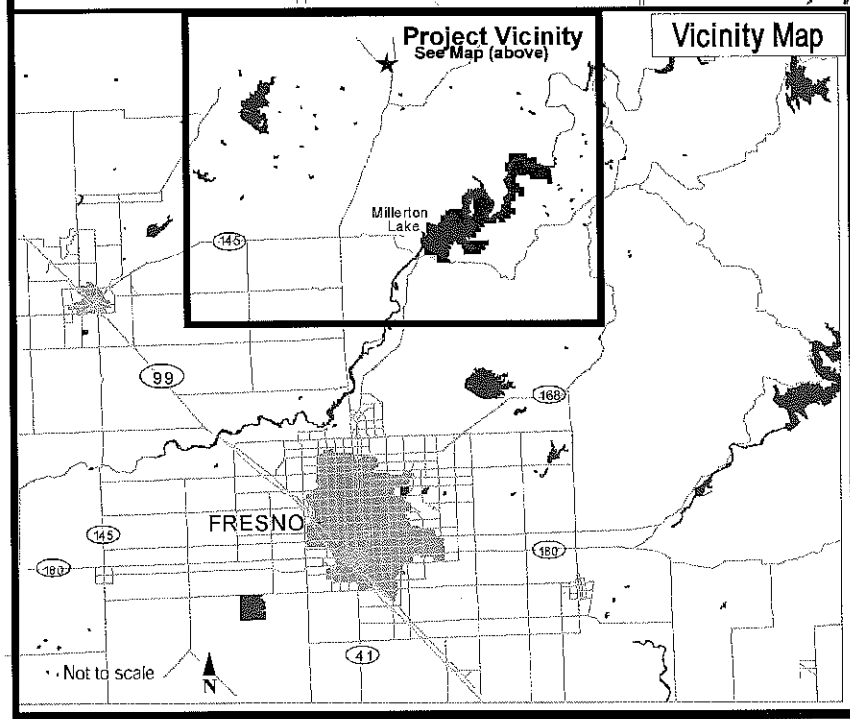 Project Vicinity
See Map (above)
Vicinity Map
Millerton
Lake
145
99
168
FRESNO
145
180
180
41
Not to scale
N